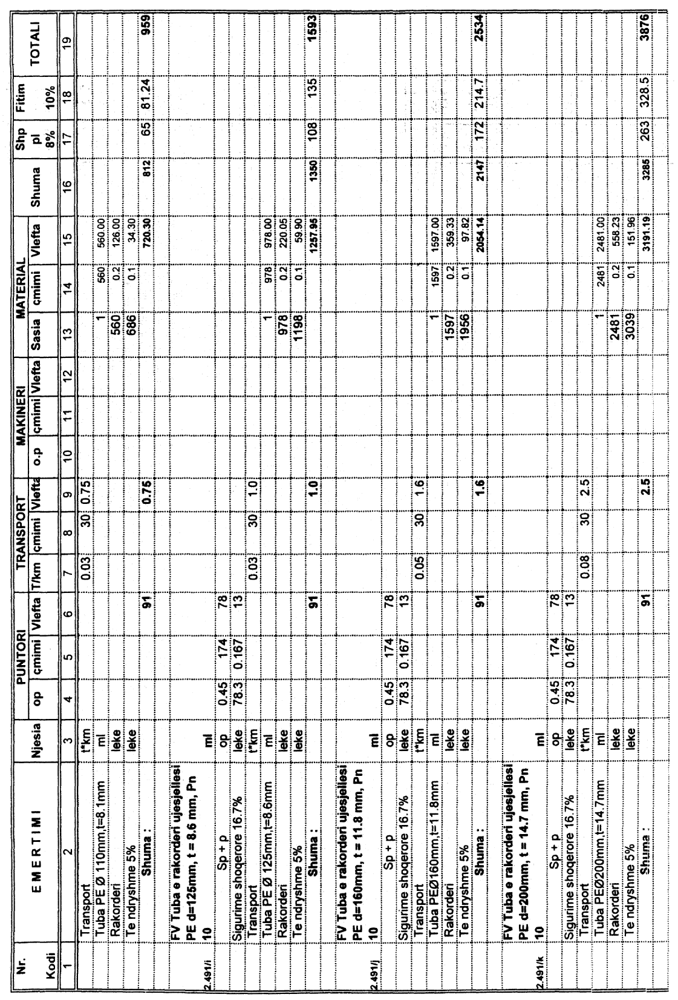 Nr. E M E R T I M I Njesia PUNTORI TRANSPORT MAKINERI MATERIAL Shuma Shp Fitim TOTALI
Kodi op çmimi Vlefta T/km çmimi Vlefta o.p çmimi Vlefta Sasia çmimi Vlefta pl 8% 10%
1 2 3 4 5 6 7 8 9 10 11 12 13 14 15 16 17 18 19
Transport t*km 0.03 30 0.75
Tuba PE Ø 110mm,t=8.1mm ml 1 560 560.00
Rakorderi leke 560 0.2 126.00
Te ndryshme 5% leke 686 0.1 34.30
Shuma : 91 0.75 720.30 812 65 81.24 959
FV Tuba e rakorderi ujesjellesi
PE d=125mm, t = 8.6 mm, Pn
2.491/i 10 ml
Sp + p op 0.45 174 78
Sigurime shoqerore 16.7% leke 78.3 0.167 13
Transport t*km 0.03 30 1.0
Tuba PE Ø 125mm,t=8.6mm ml 1 978 978.00
Rakorderi leke 978 0.2 220.05
Te ndryshme 5% leke 1198 0.1 59.90
Shuma : 91 1.0 1257.95 1350 108 135 1593
FV Tuba e rakorderi ujesjellesi
PE d=160mm, t = 11.8 mm, Pn
2.491/j 10 ml
Sp + p op 0.45 174 78
Sigurime shoqerore 16.7% leke 78.3 0.167 13
Transport t*km 0.05 30 1.6
Tuba PEØ160mm,t=11.8mm ml 1 1597 1597.00
Rakorderi leke 1597 0.2 359.33
Te ndryshme 5% leke 1956 0.1 97.82
Shuma : 91 1.6 2054.14 2147 172 214.7 2534
FV Tuba e rakorderi ujesjellesi
PE d=200mm, t = 14.7 mm, Pn
2.491/k 10 ml
Sp + p op 0.45 174 78
Sigurime shoqerore 16.7% leke 78.3 0.167 13
Transport t*km 0.08 30 2.5
Tuba PEØ200mm,t=14.7mm ml 1 2481 2481.00
Rakorderi leke 2481 0.2 558.23
Te ndryshme 5% leke 3039 0.1 151.96
Shuma : 91 2.5 3191.19 3285 263 328.5 3876